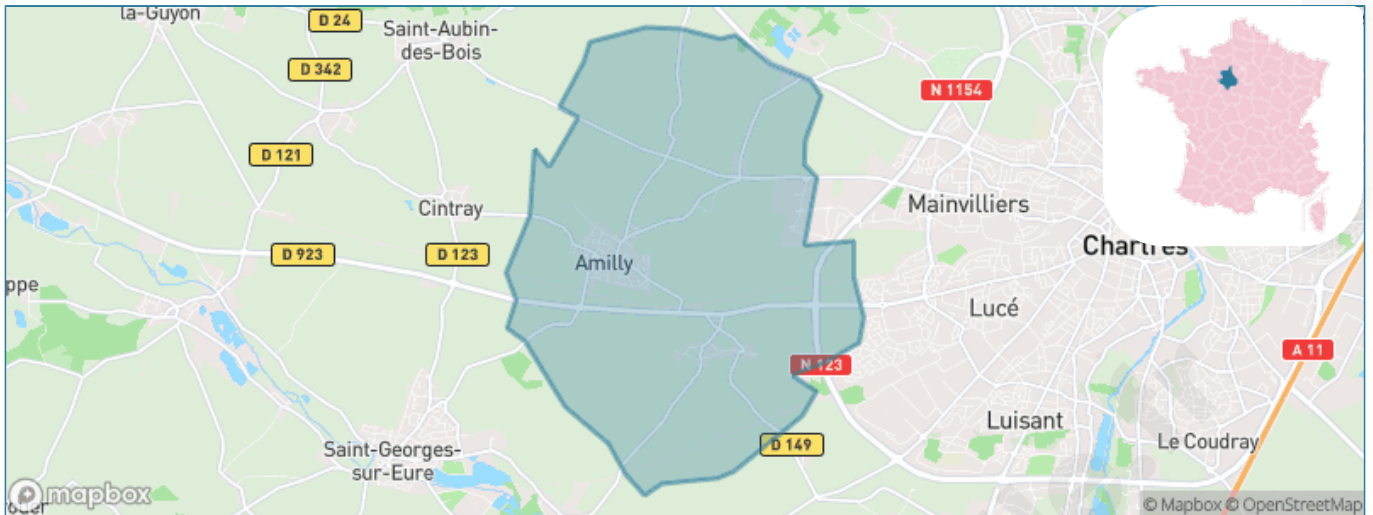 la-Guyon
D 24
Saint-Aubin-
des-Bois
D 342
N 1154
D 121
Cintray
Mainvilliers
Chartres
D 923
D 123
Amilly
Lucé
N 123
A 11
Luisant
D 149
Le Coudray
Saint-Georges-
sur-Eure
mapbox
© Mapbox © OpenStreetMap